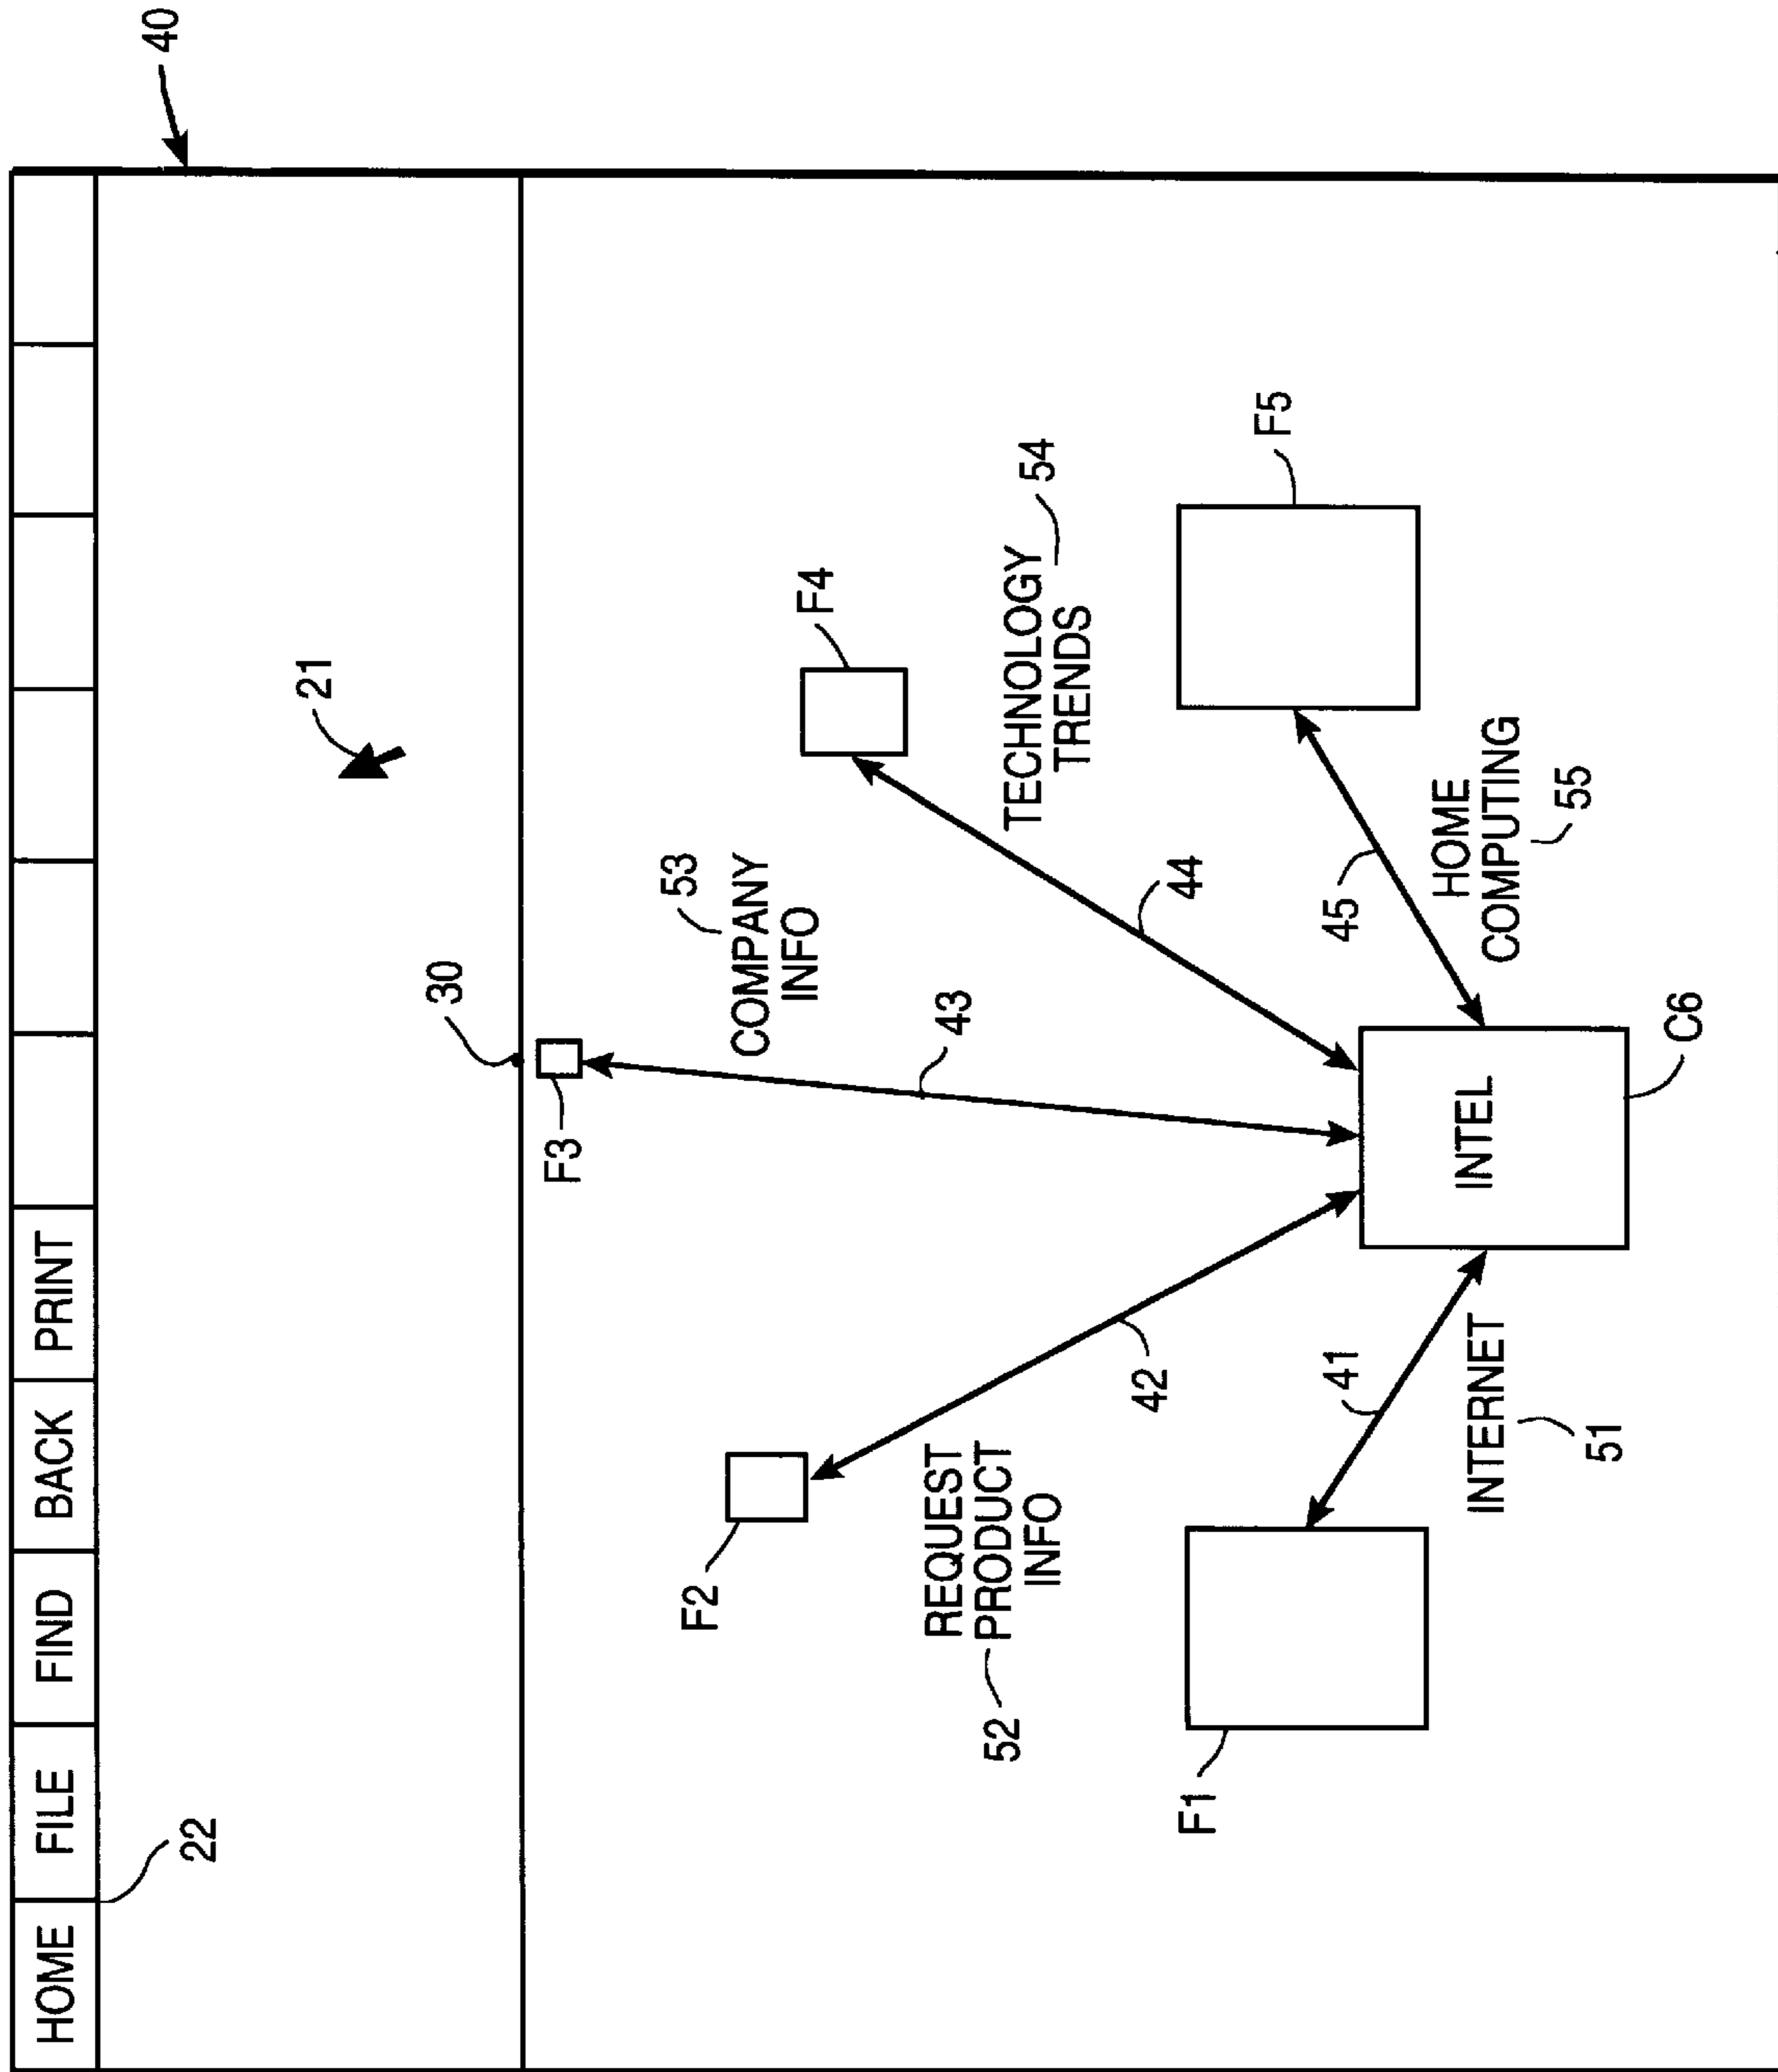 HOME FILE FIND BACK PRINT
40
22
21
30
F3
53
COMPANY
INFO
F2
F4
43
REQUEST
PRODUCT
INFO
52
42
44
TECHNOLOGY
TRENDS
54
F1
41
45
F5
INTERNET
51
INTEL
C6
HOME
COMPUTING
55